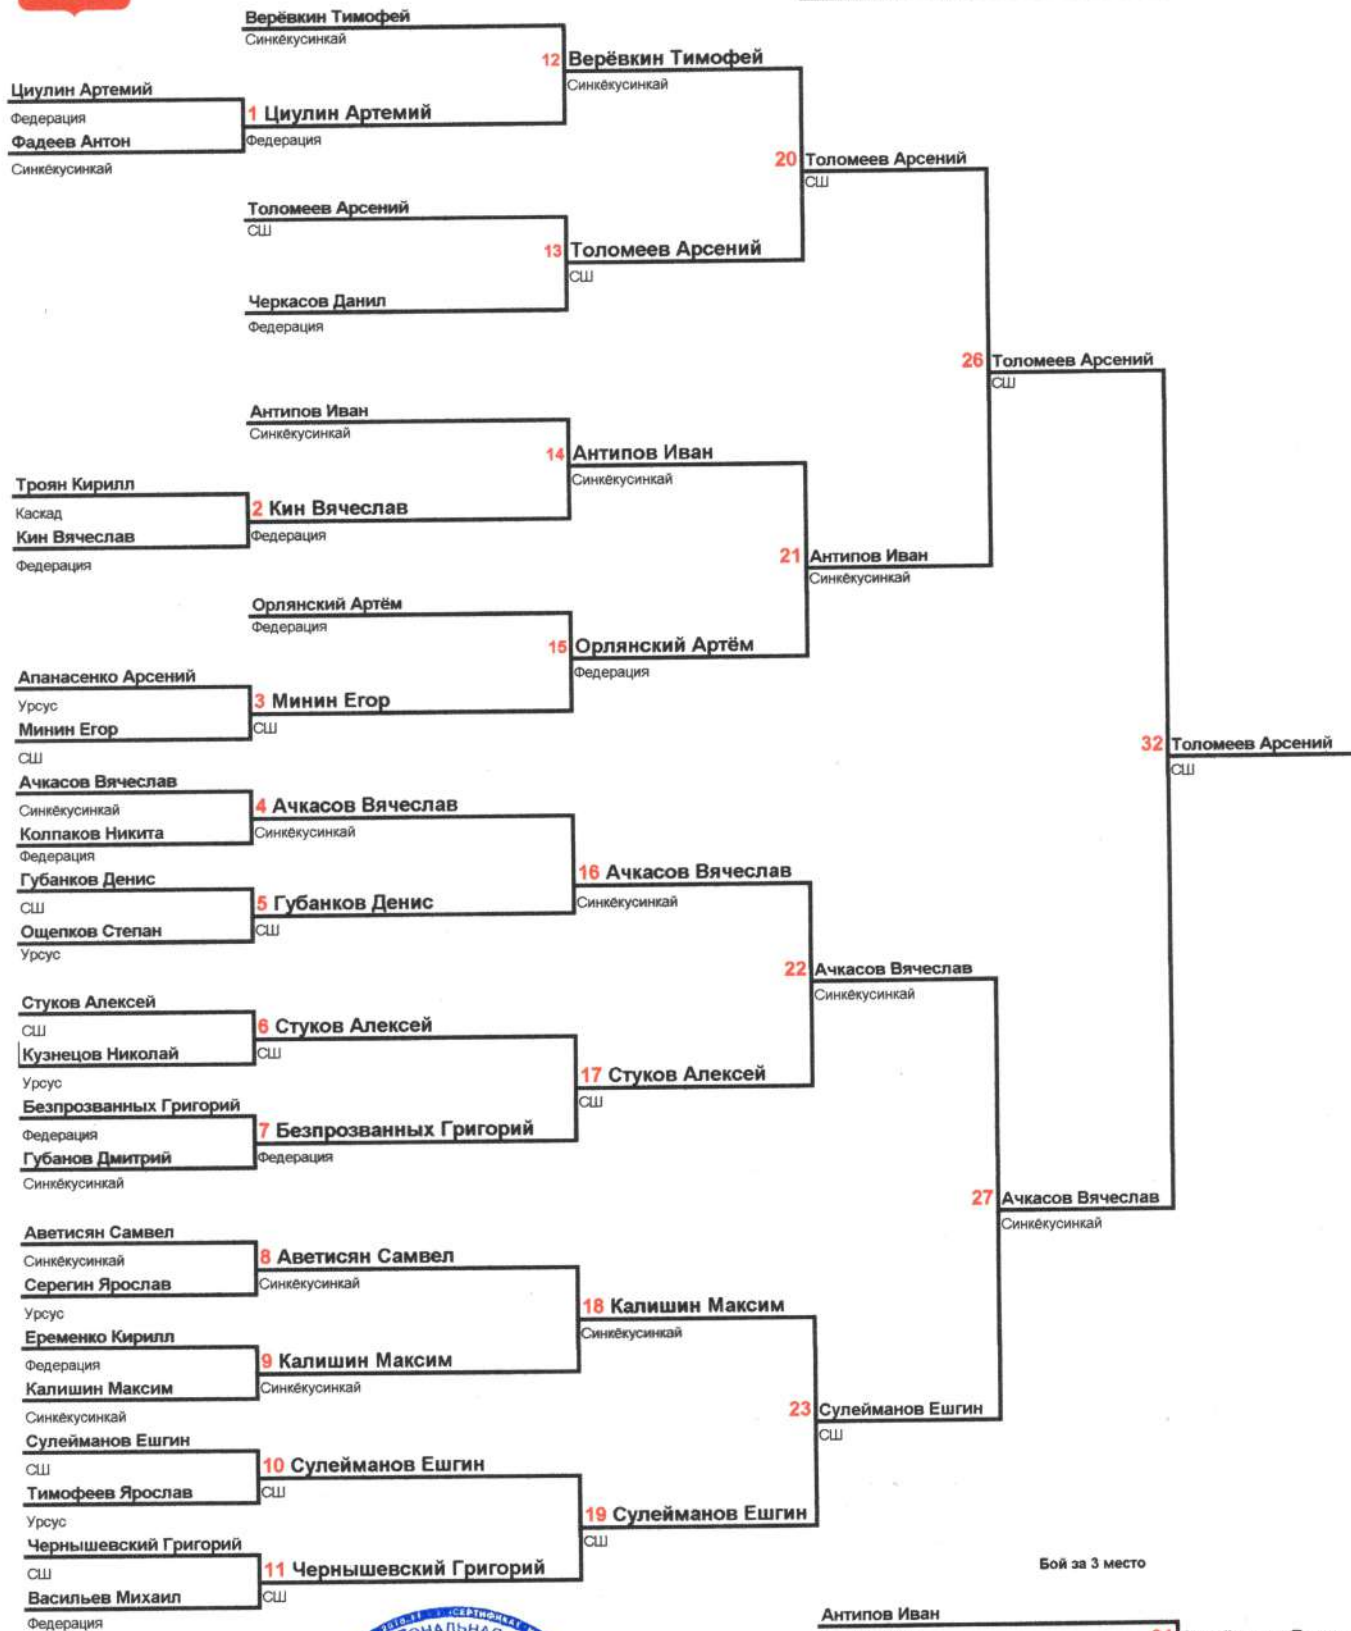 Верёвкин Тимофей
Синкёкусинкай
12 Верёвкин Тимофей
Синкёкусинкай
Циулин Артемий
Федерация
1 Циулин Артемий
Федерация
Фадеев Антон
Синкёкусинкай
20 Толомеев Арсений
СШ
Толомеев Арсений
СШ
13 Толомеев Арсений
СШ
Черкасов Данил
Федерация
26 Толомеев Арсений
СШ
Антипов Иван
Синкёкусинкай
14 Антипов Иван
Синкёкусинкай
Троян Кирилл
Каскад
2 Кин Вячеслав
Федерация
Кин Вячеслав
Федерация
21 Антипов Иван
Синкёкусинкай
Орлянский Артём
Федерация
15 Орлянский Артём
Федерация
Апанасенко Арсений
Урсус
3 Минин Егор
СШ
Минин Егор
СШ
32 Толомеев Арсений
СШ
Ачкасов Вячеслав
Синкёкусинкай
4 Ачкасов Вячеслав
Синкёкусинкай
Колпаков Никита
Федерация
16 Ачкасов Вячеслав
Синкёкусинкай
Губанков Денис
СШ
5 Губанков Денис
СШ
Ощепков Степан
Урсус
22 Ачкасов Вячеслав
Синкёкусинкай
Стуков Алексей
СШ
6 Стуков Алексей
СШ
Кузнецов Николай
Урсус
17 Стуков Алексей
СШ
Безпрозванных Григорий
Федерация
7 Безпрозванных Григорий
Федерация
Губанов Дмитрий
Синкёкусинкай
27 Ачкасов Вячеслав
Синкёкусинкай
Аветисян Самвел
Синкёкусинкай
8 Аветисян Самвел
Синкёкусинкай
Серегин Ярослав
Урсус
18 Калишин Максим
Синкёкусинкай
Еременко Кирилл
Федерация
9 Калишин Максим
Синкёкусинкай
Калишин Максим
Синкёкусинкай
23 Сулейманов Ешгин
СШ
Сулейманов Ешгин
СШ
10 Сулейманов Ешгин
СШ
Тимофеев Ярослав
Урсус
19 Сулейманов Ешгин
СШ
Чернышевский Григорий
СШ
11 Чернышевский Григорий
СШ
Васильев Михаил
Федерация
Бой за 3 место
Антипов Иван